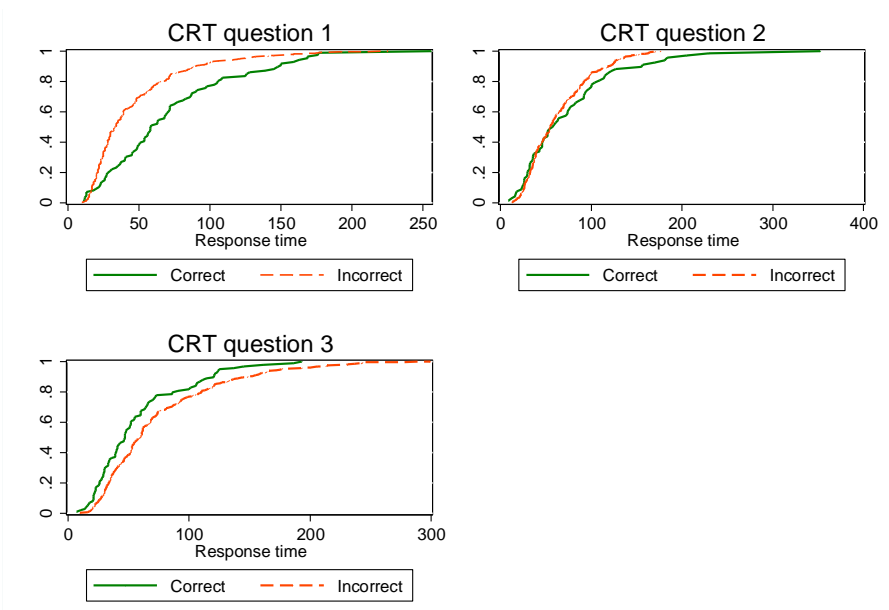 CRT question 1
1
.8
.6
.4
.2
0
0 50 100 150 200 250
Response time
Correct Incorrect
CRT question 2
1
.8
.6
.4
.2
0
0 100 200 300 400
Response time
Correct Incorrect
CRT question 3
1
.8
.6
.4
.2
0
0 100 200 300
Response time
Correct Incorrect